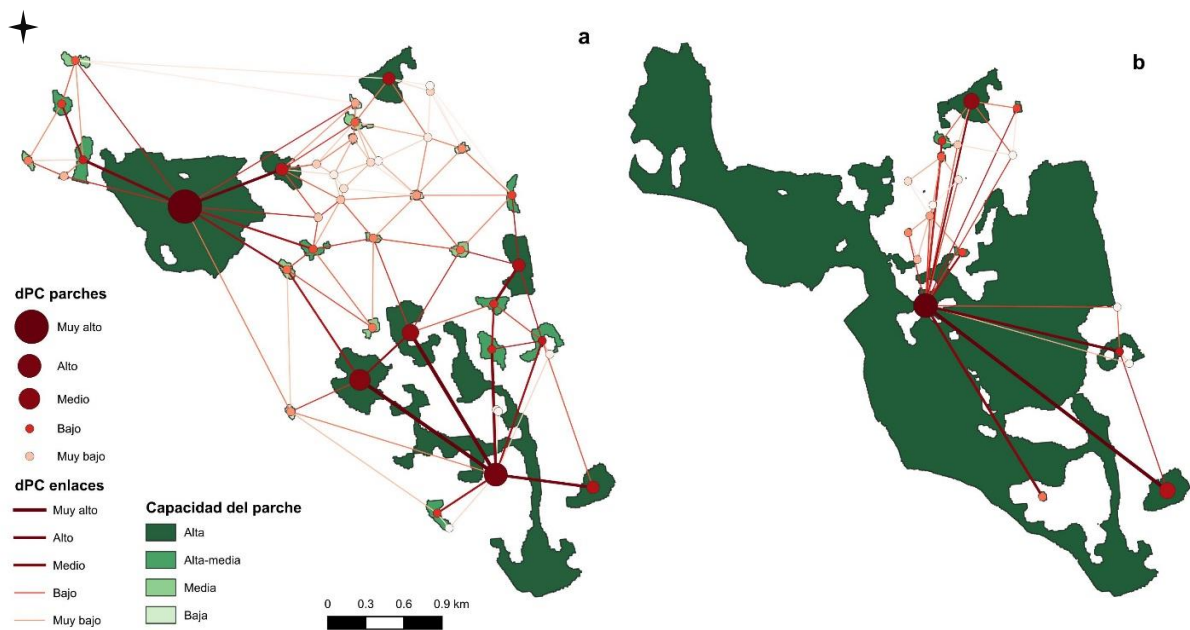 a
b
dPC parches
Muy alto
Alto
Medio
Bajo
Muy bajo
dPC enlaces
Muy alto
Alto
Medio
Bajo
Muy bajo
Capacidad del parche
Alta
Alta-media
Media
Baja
0 0.3 0.6 0.9 km